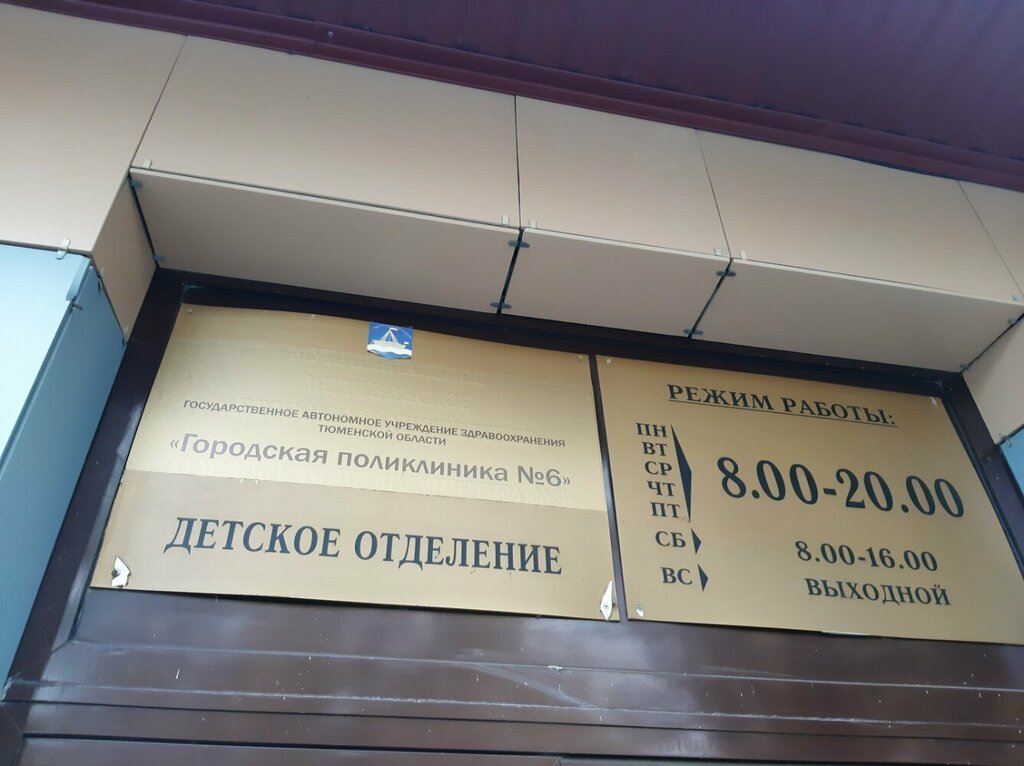 ГОСУДАРСТВЕННОЕ АВТОНОМНОЕ УЧРЕЖДЕНИЕ ЗДРАВООХРАНЕНИЯ
ТЮМЕНСКОЙ ОБЛАСТИ
«Городская поликлиника №6»
ДЕТСКОЕ ОТДЕЛЕНИЕ
РЕЖИМ РАБОТЫ:
ПН
ВТ
СР
ЧТ
ПТ
8.00-20.00
СБ 8.00-16.00
ВС ВЫХОДНОЙ